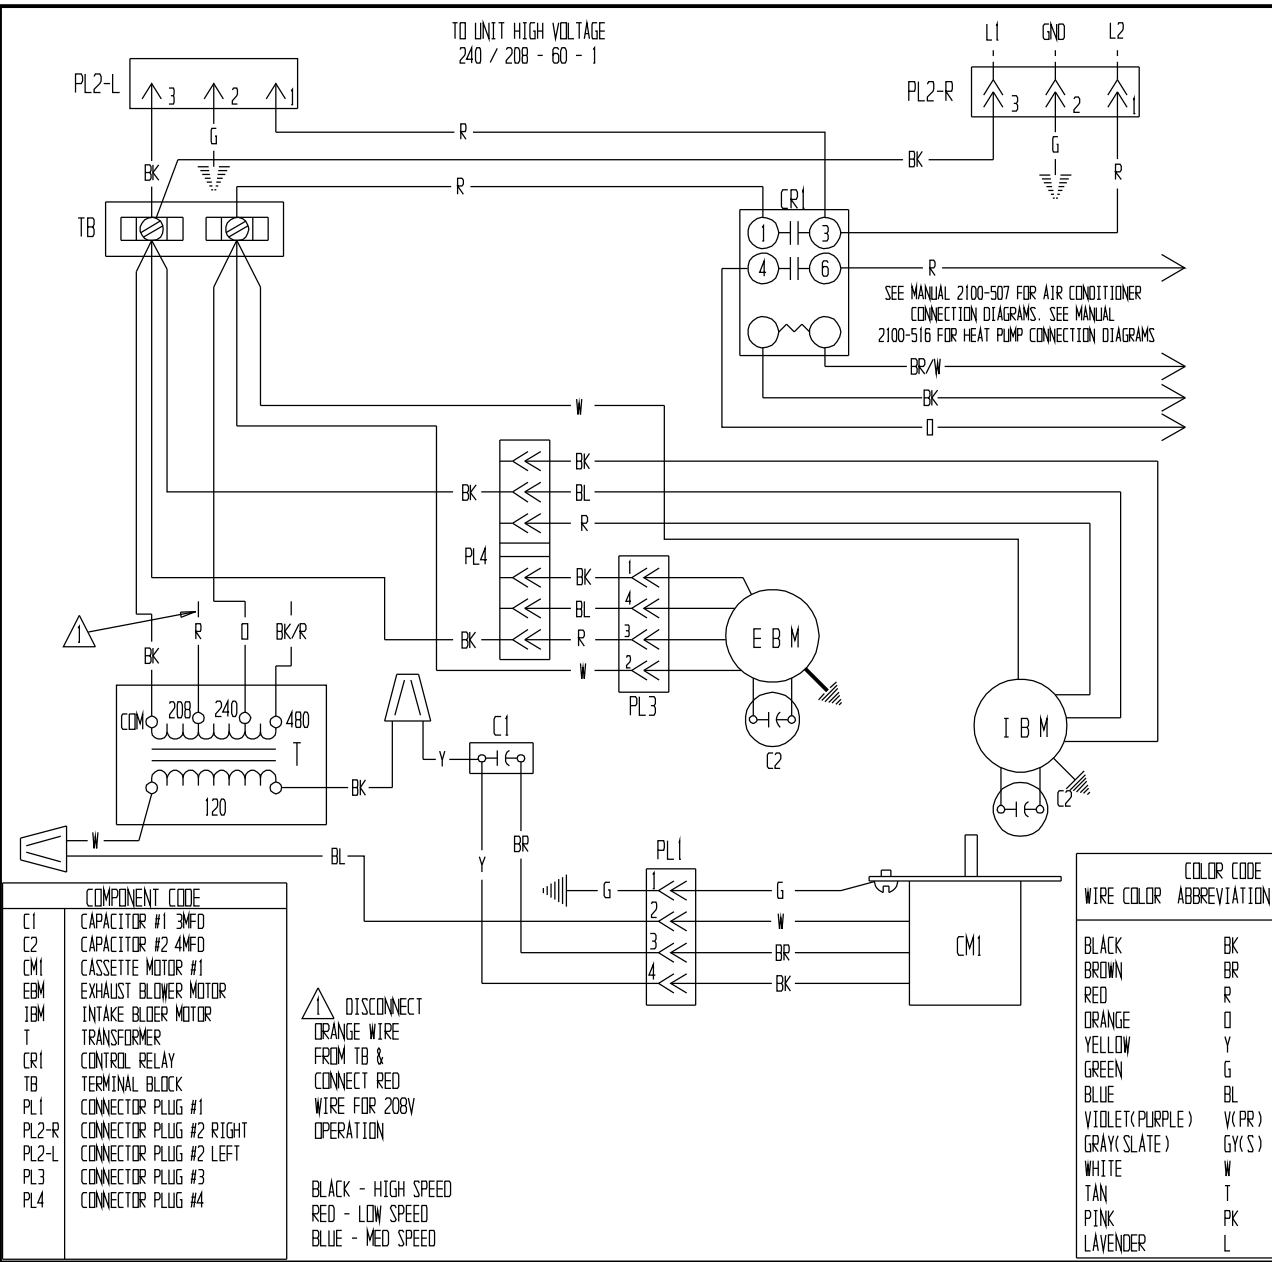 TO UNIT HIGH VOLTAGE
240 / 208 - 60 - 1
L1 GND L2
PL2-L
3 2 1
PL2-R
3 2 1
G
R
BK
BK
G
R
R
TB
CR1
1 3
4 6
R
SEE MANUAL 2100-507 FOR AIR CONDITIONER
CONNECTION DIAGRAMS. SEE MANUAL
2100-516 FOR HEAT PUMP CONNECTION DIAGRAMS
BR/W
BK
O
W
BK
BK BL
R
PL4
BK 1
BL 4
BK R 3
W 2
PL3
EBM
C2
1
R O BK/R
BK
COM 208 240 480
T
120
BK
W
BL
Y
C1
Y
BR
IBM
C2
PL1
G 1 G
2 W
3 BR
4 BK
CM1
COMPONENT CODE
C1 CAPACITOR #1 3MFD
C2 CAPACITOR #2 4MFD
CM1 CASSETTE MOTOR #1
EBM EXHAUST BLOWER MOTOR
IBM INTAKE BLOER MOTOR
T TRANSFORMER
CR1 CONTROL RELAY
TB TERMINAL BLOCK
PL1 CONNECTOR PLUG #1
PL2-R CONNECTOR PLUG #2 RIGHT
PL2-L CONNECTOR PLUG #2 LEFT
PL3 CONNECTOR PLUG #3
PL4 CONNECTOR PLUG #4
1 DISCONNECT
ORANGE WIRE
FROM TB &
CONNECT RED
WIRE FOR 208V
OPERATION
BLACK - HIGH SPEED
RED - LOW SPEED
BLUE - MED SPEED
COLOR CODE
WIRE COLOR ABBREVIATION
BLACK BK
BROWN BR
RED R
ORANGE O
YELLOW Y
GREEN G
BLUE BL
VIOLET(PURPLE) V(PR)
GRAY(SLATE) GY(S)
WHITE W
TAN T
PINK PK
LAVENDER L